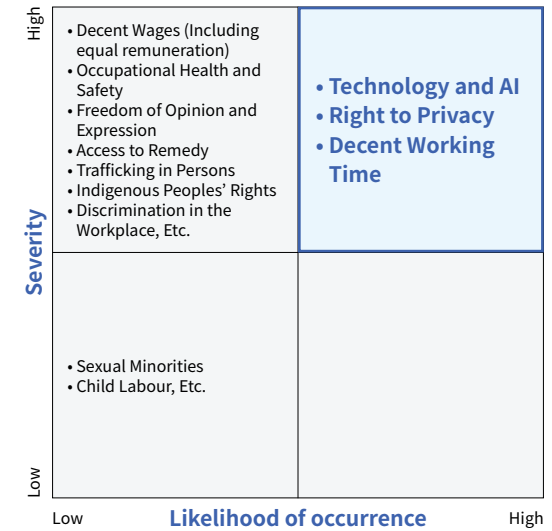 High
• Decent Wages (Including
equal remuneration)
• Occupational Health and
Safety
• Freedom of Opinion and
Expression
• Access to Remedy
• Trafficking in Persons
• Indigenous Peoples’ Rights
• Discrimination in the
Workplace, Etc.
• Technology and AI
• Right to Privacy
• Decent Working
Time
Severity
• Sexual Minorities
• Child Labour, Etc.
Low
Low
Likelihood of occurrence
High